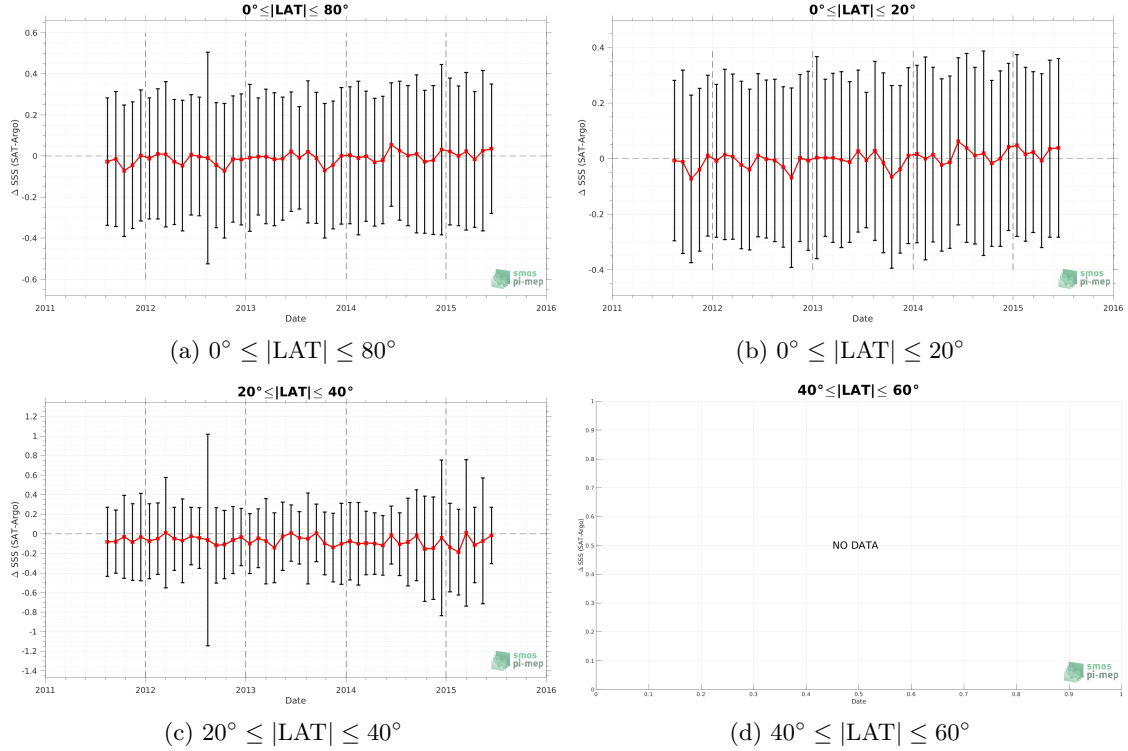 0°≤|LAT|≤ 80°
Δ SSS (SAT-Argo)
0.6
0.4
0.2
0
-0.2
-0.4
-0.6
2011 2012 2013 2014 2015 2016
Date
smos
pi-mep
(a) 0° ≤ |LAT| ≤ 80°
0°≤|LAT|≤ 20°
Δ SSS (SAT-Argo)
0.4
0.2
0
-0.2
-0.4
2011 2012 2013 2014 2015 2016
Date
smos
pi-mep
(b) 0° ≤ |LAT| ≤ 20°
20°≤|LAT|≤ 40°
Δ SSS (SAT-Argo)
1.2
1
0.8
0.6
0.4
0.2
0
-0.2
-0.4
-0.6
-0.8
-1
-1.2
-1.4
2011 2012 2013 2014 2015 2016
Date
smos
pi-mep
(c) 20° ≤ |LAT| ≤ 40°
40°≤|LAT|≤ 60°
Δ SSS (SAT-Argo)
1
0.9
0.8
0.7
0.6
0.5
0.4
0.3
0.2
0.1
0
NO DATA
0 0.1 0.2 0.3 0.4 0.5 0.6 0.7 0.8 0.9 1
Date
smos
pi-mep
(d) 40° ≤ |LAT| ≤ 60°